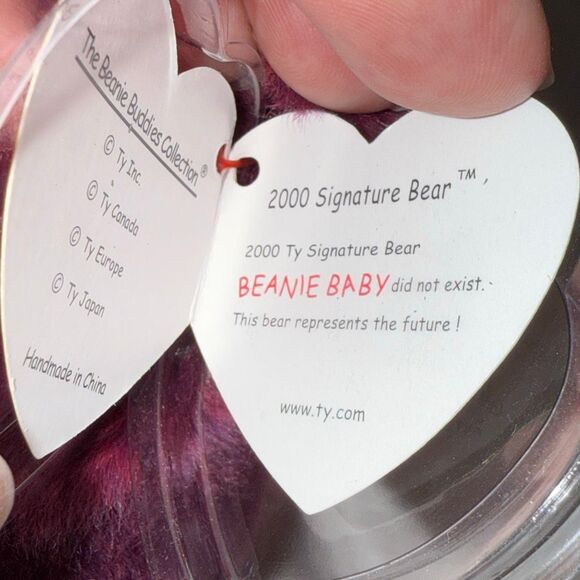 The Beanie Buddies Collection®
© Ty Inc.
© Ty Canada
© Ty Europe
© Ty Japan
Handmade in China
2000 Signature Bear™
2000 Ty Signature Bear
BEANIE BABY did not exist.
This bear represents the future !
www.ty.com